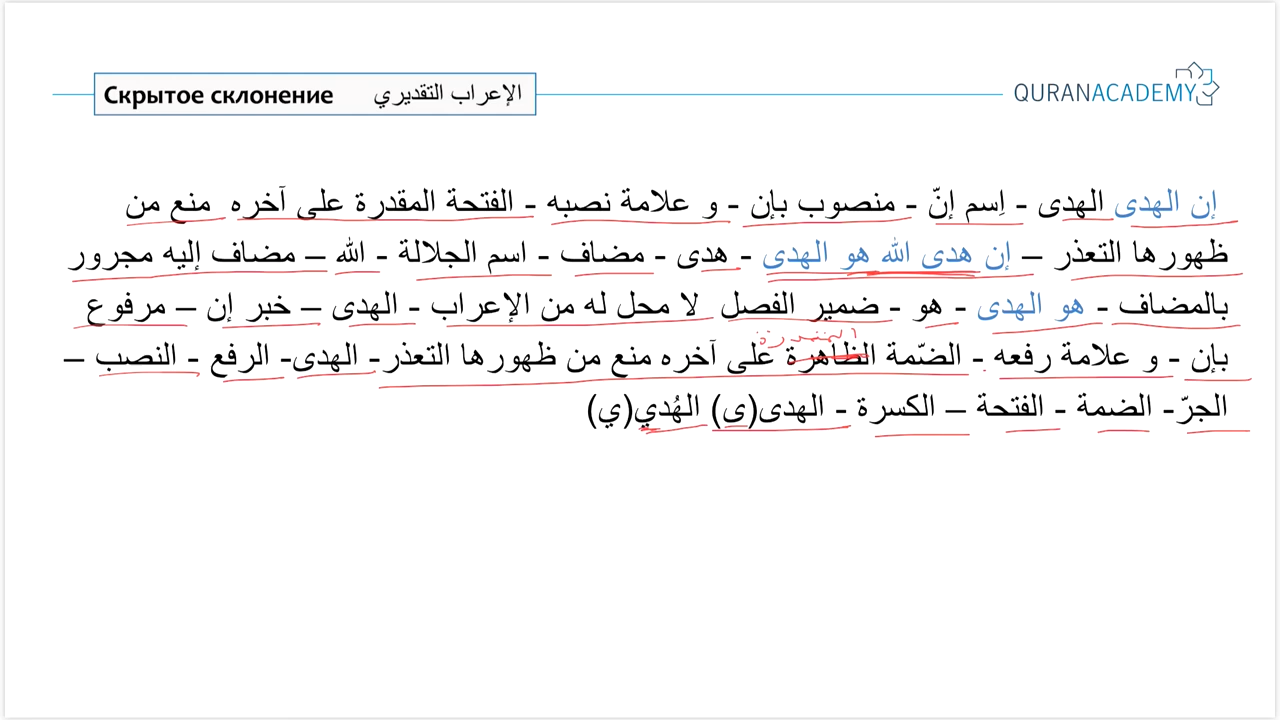 Скрытое склонение الإعراب التقديري
QURANACADEMY
إن الهدى الهدى - اِسم إنّ - منصوب بإن - و علامة نصبه - الفتحة المقدرة على آخره منع من
ظهورها التعذر – إن هدى الله هو الهدى - هدى - مضاف - اسم الجلالة - الله – مضاف إليه مجرور
بالمضاف - هو الهدى - هو - ضمير الفصل لا محل له من الإعراب - الهدى – خبر إن – مرفوع
المقدرة
بإن - و علامة رفعه - الضّمة الظاهرة على آخره منع من ظهورها التعذر- الهدى- الرفع - النصب –
الجرّ- الضمة - الفتحة – الكسرة - الهدى(ى) الهُدي(ي)